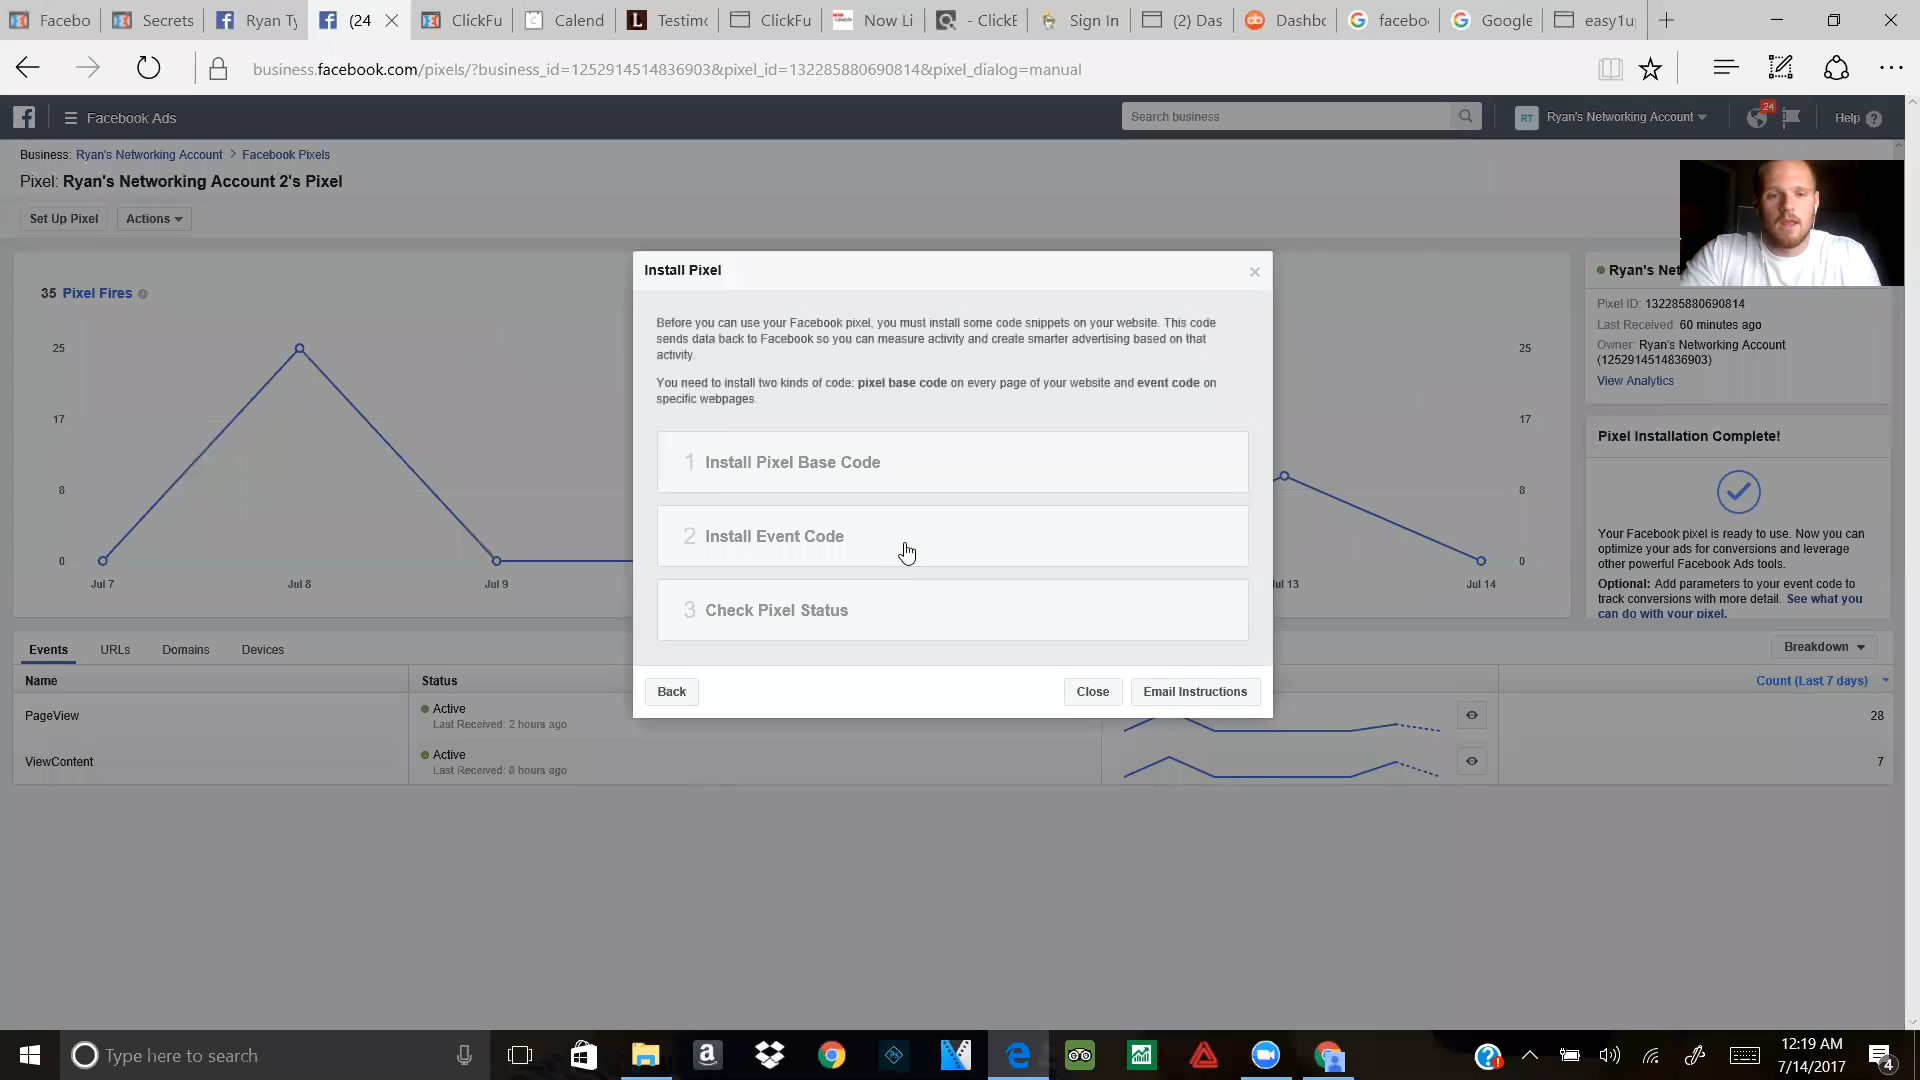 Facebo
Secrets
Ryan Ty
(24
ClickFu
Calend
Testimo
ClickFu
Now Li
- ClickE
Sign In
(2) Das
Dashbo
facebo
Google
easy1u
business.facebook.com/pixels/?business_id=1252914514836903&pixel_id=132285880690814&pixel_dialog=manual
Facebook Ads
Search business
RT
Ryan's Networking Account
24
Help
Business: Ryan's Networking Account > Facebook Pixels
Pixel: Ryan's Networking Account 2's Pixel
Set Up Pixel
Actions
35 Pixel Fires
25
17
8
0
Jul 7
Jul 8
Jul 9
Jul 13
Jul 14
25
17
8
0
Install Pixel
Before you can use your Facebook pixel, you must install some code snippets on your website. This code
sends data back to Facebook so you can measure activity and create smarter advertising based on that
activity.
You need to install two kinds of code: pixel base code on every page of your website and event code on
specific webpages.
1 Install Pixel Base Code
2 Install Event Code
3 Check Pixel Status
Back
Close
Email Instructions
Ryan's Net
Pixel ID: 132285880690814
Last Received: 60 minutes ago
Owner: Ryan's Networking Account
(1252914514836903)
View Analytics
Pixel Installation Complete!
Your Facebook pixel is ready to use. Now you can
optimize your ads for conversions and leverage
other powerful Facebook Ads tools.
Optional: Add parameters to your event code to
track conversions with more detail. See what you
can do with your pixel.
Events
URLs
Domains
Devices
Breakdown
Name
Status
Count (Last 7 days)
PageView
Active
Last Received: 2 hours ago
28
ViewContent
Active
Last Received: 8 hours ago
7
Type here to search
12:19 AM
7/14/2017
4